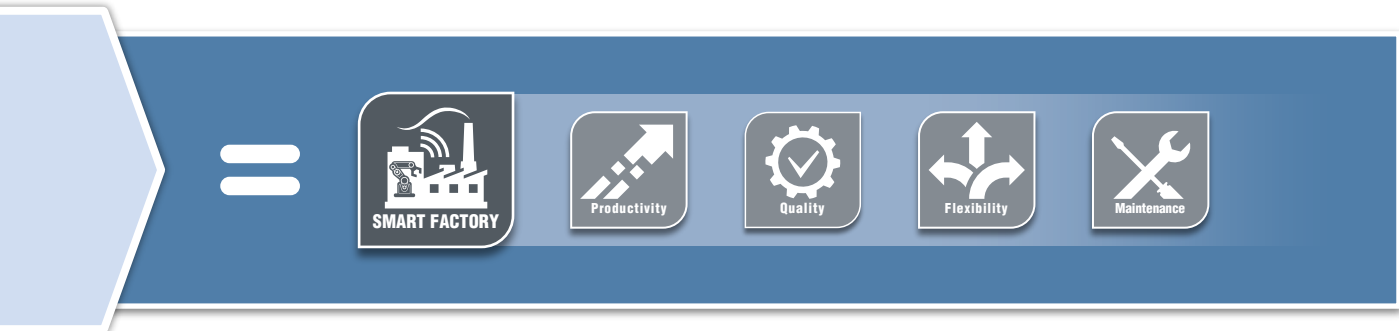 SMART FACTORY
Productivity
Quality
Flexibility
Maintenance